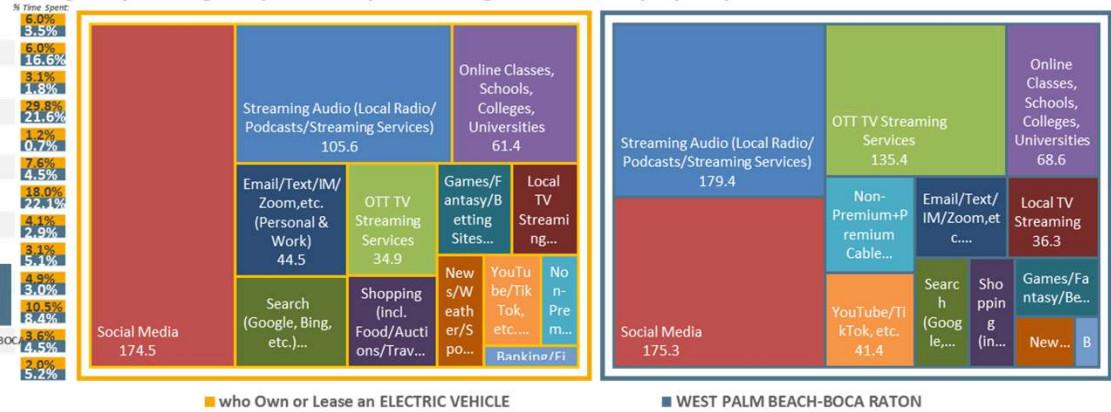 % Time Spent:
6.0%
3.5%
6.0%
16.6%
3.1%
1.8%
29.8%
21.6%
1.2%
0.7%
7.6%
4.5%
18.0%
22.1%
4.1%
2.9%
3.1%
5.1%
4.9%
3.0%
10.5%
8.4%
3.6%
4.5%
2.0%
5.2%
Social Media
174.5
Streaming Audio (Local Radio/
Podcasts/Streaming Services)
105.6
Online Classes,
Schools,
Colleges,
Universities
61.4
Email/Text/IM/
Zoom,etc.
(Personal &
Work)
44.5
OTT TV
Streaming
Services
34.9
Games/F
antasy/B
etting
Sites...
Local
TV
Streami
ng...
Search
(Google, Bing,
etc.)...
Shopping
(incl.
Food/Aucti
ons/Trav...
New
s/W
eath
er/S
po...
YouTu
be/Tik
Tok,
etc....
No
n-
Pre
m...
Banking/Fi
Streaming Audio (Local Radio/
Podcasts/Streaming Services)
179.4
Social Media
175.3
OTT TV Streaming
Services
135.4
Online
Classes,
Schools,
Colleges,
Universities
68.6
Non-
Premium+P
remium
Cable...
Email/Text/
IM/Zoom,et
c....
Local TV
Streaming
36.3
YouTube/Ti
kTok, etc.
41.4
Searc
h
(Goog
le,...
Sho
ppin
g
(in...
Games/Fa
ntasy/Be...
New...
B
who Own or Lease an ELECTRIC VEHICLE
WEST PALM BEACH-BOCA RATON